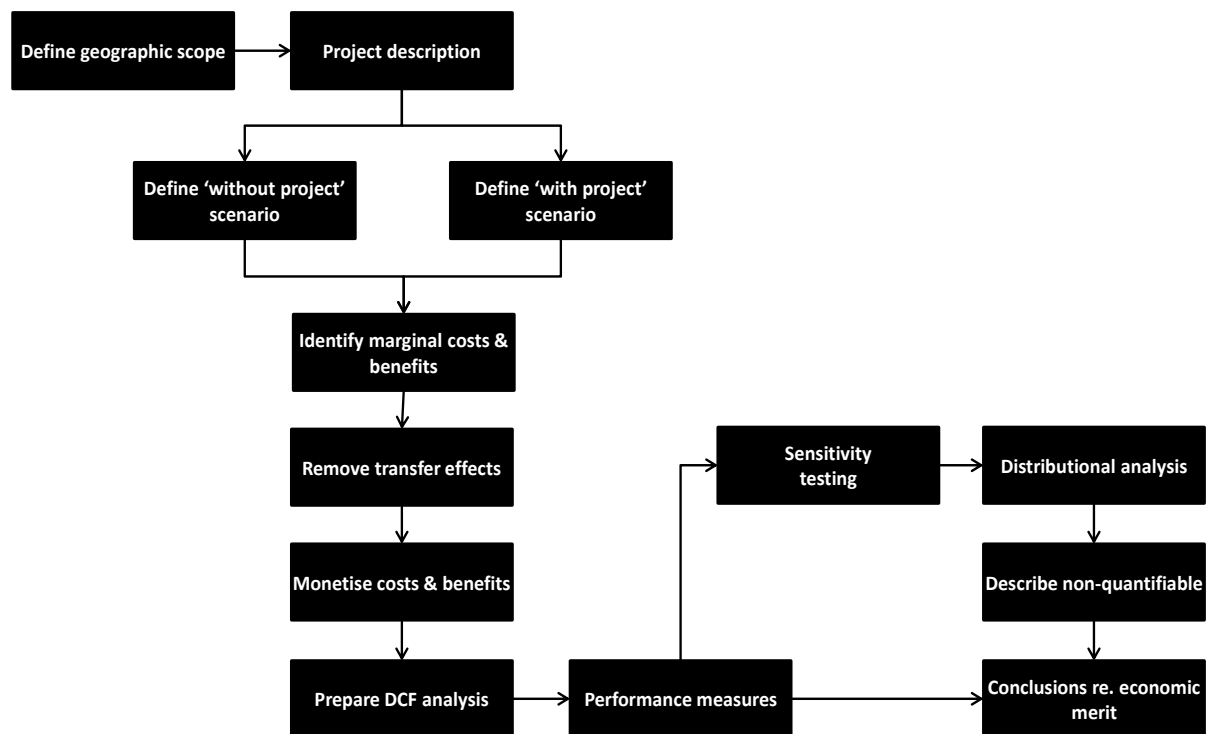 Define geographic scope
Project description
Define ‘without project’
scenario
Define ‘with project’
scenario
Identify marginal costs &
benefits
Remove transfer effects
Monetise costs & benefits
Prepare DCF analysis
Performance measures
Sensitivity
testing
Distributional analysis
Describe non-quantifiable
Conclusions re. economic
merit